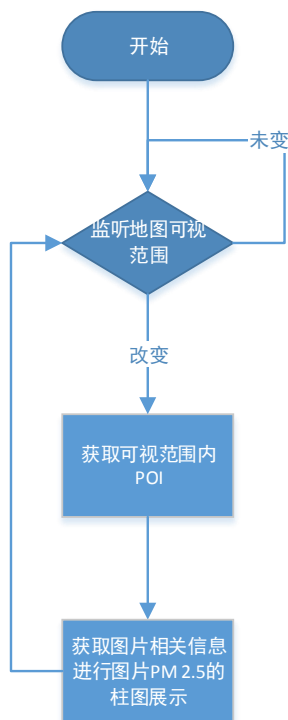 开始
未变
监听地图可视
范围
改变
获取可视范围内
POI
获取图片相关信息
进行图片PM 2.5的
柱图展示